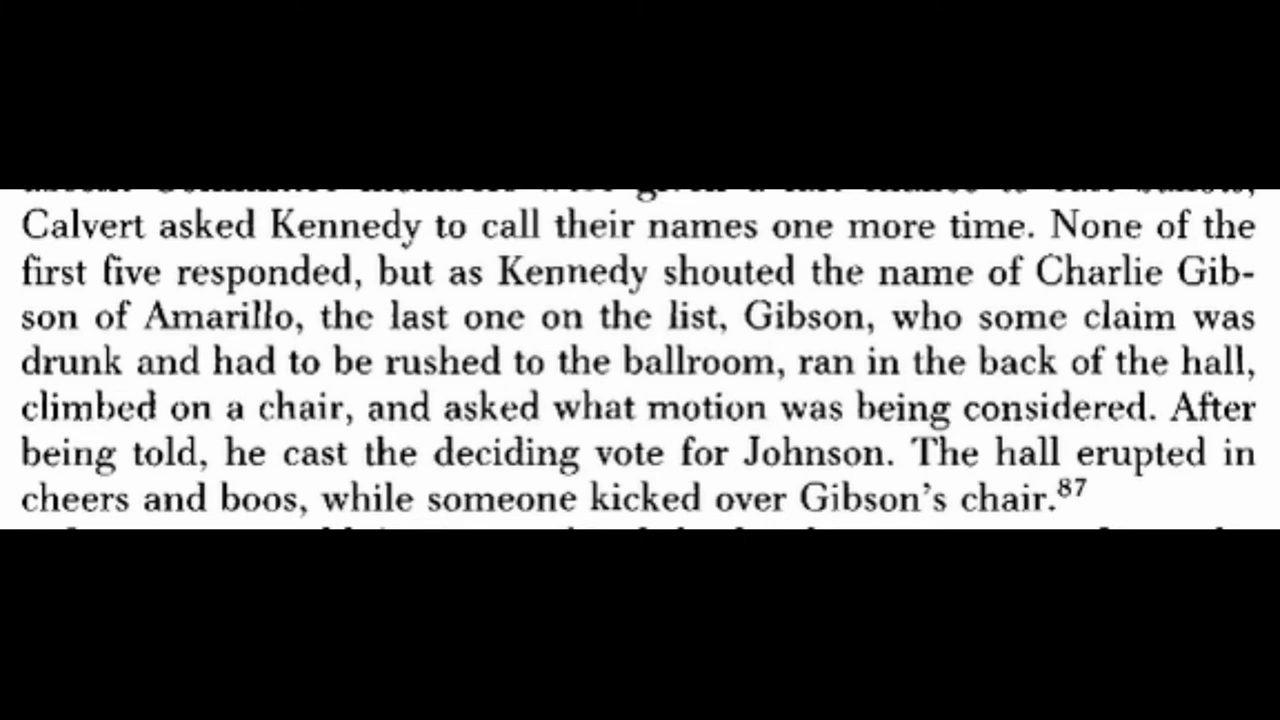 Calvert asked Kennedy to call their names one more time. None of the
first five responded, but as Kennedy shouted the name of Charlie Gib-
son of Amarillo, the last one on the list, Gibson, who some claim was
drunk and had to be rushed to the ballroom, ran in the back of the hall,
climbed on a chair, and asked what motion was being considered. After
being told, he cast the deciding vote for Johnson. The hall erupted in
cheers and boos, while someone kicked over Gibson's chair.⁸⁷